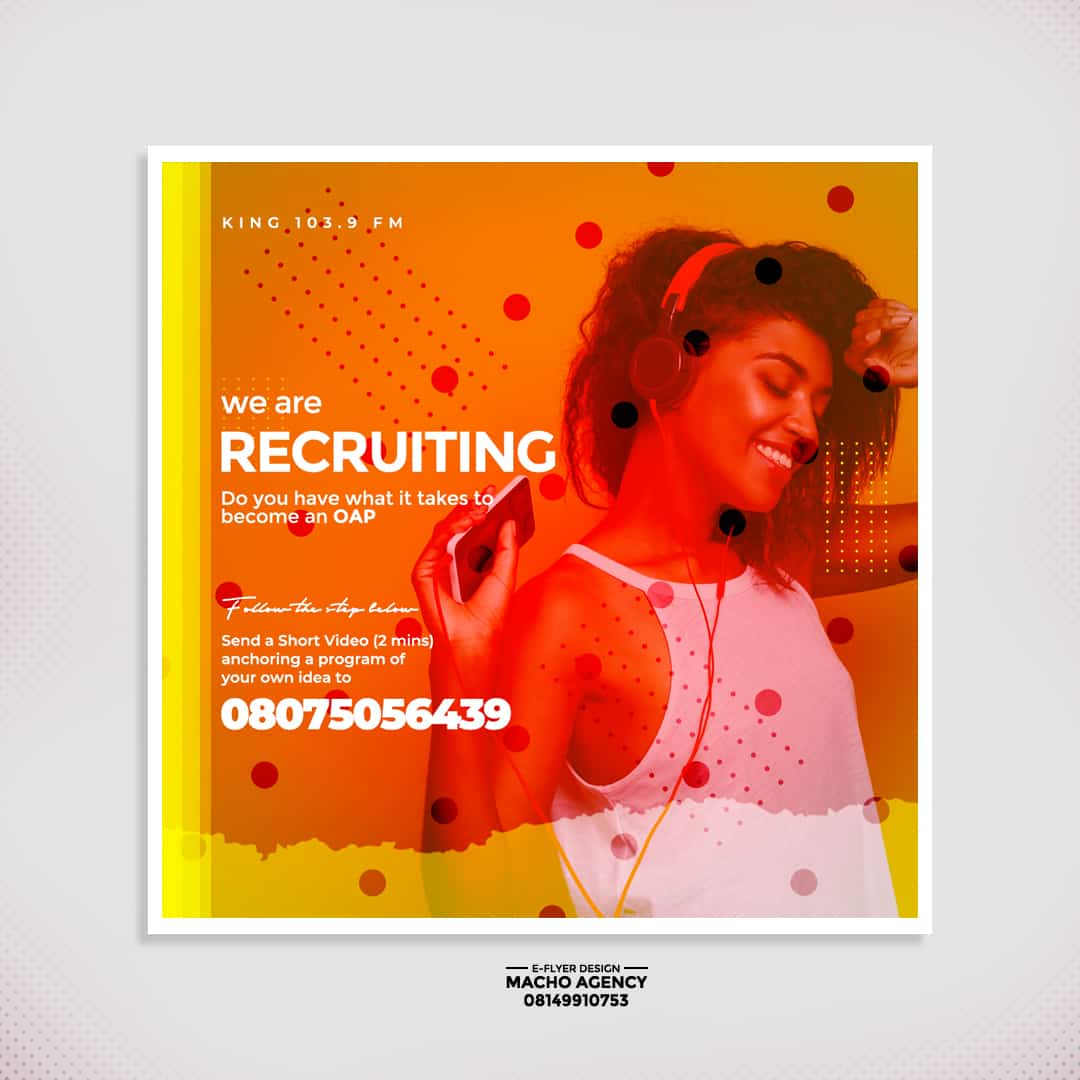 KING 103.9 FM
we are
RECRUITING
Do you have what it takes to
become an OAP
Follow the step below
Send a Short Video (2 mins)
anchoring a program of
your own idea to
08075056439
E-FLYER DESIGN
MACHO AGENCY
08149910753